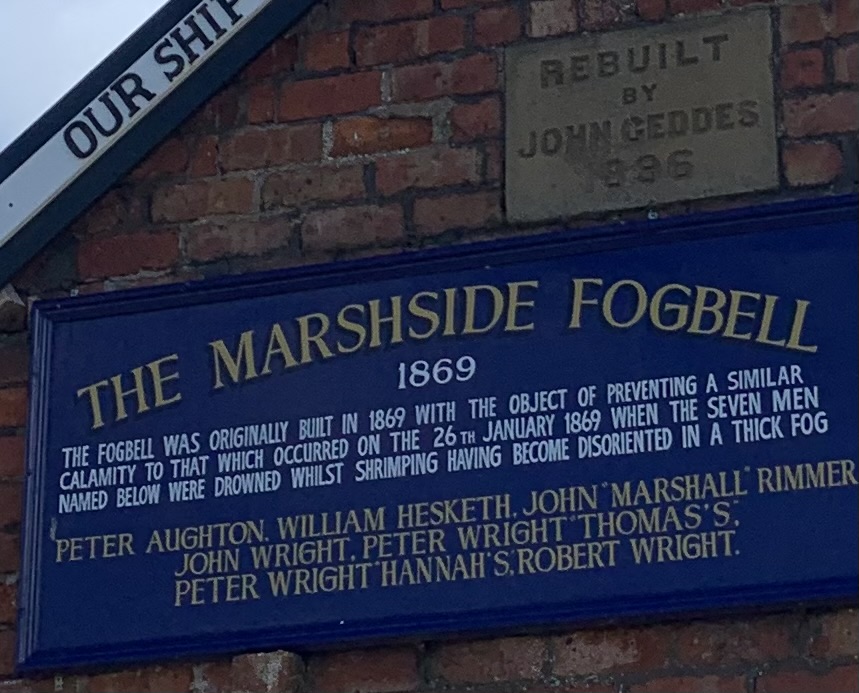 OUR SHIP
REBUILT
BY
JOHN GEDDES
1896
THE MARSHSIDE FOGBELL
1869
THE FOGBELL WAS ORIGINALLY BUILT IN 1869 WITH THE OBJECT OF PREVENTING A SIMILAR
CALAMITY TO THAT WHICH OCCURRED ON THE 26TH JANUARY 1869 WHEN THE SEVEN MEN
NAMED BELOW WERE DROWNED WHILST SHRIMPING HAVING BECOME DISORIENTED IN A THICK FOG
PETER AUGHTON, WILLIAM HESKETH, JOHN "MARSHALL" RIMMER
JOHN WRIGHT, PETER WRIGHT "THOMAS'S",
PETER WRIGHT "HANNAH'S", ROBERT WRIGHT.